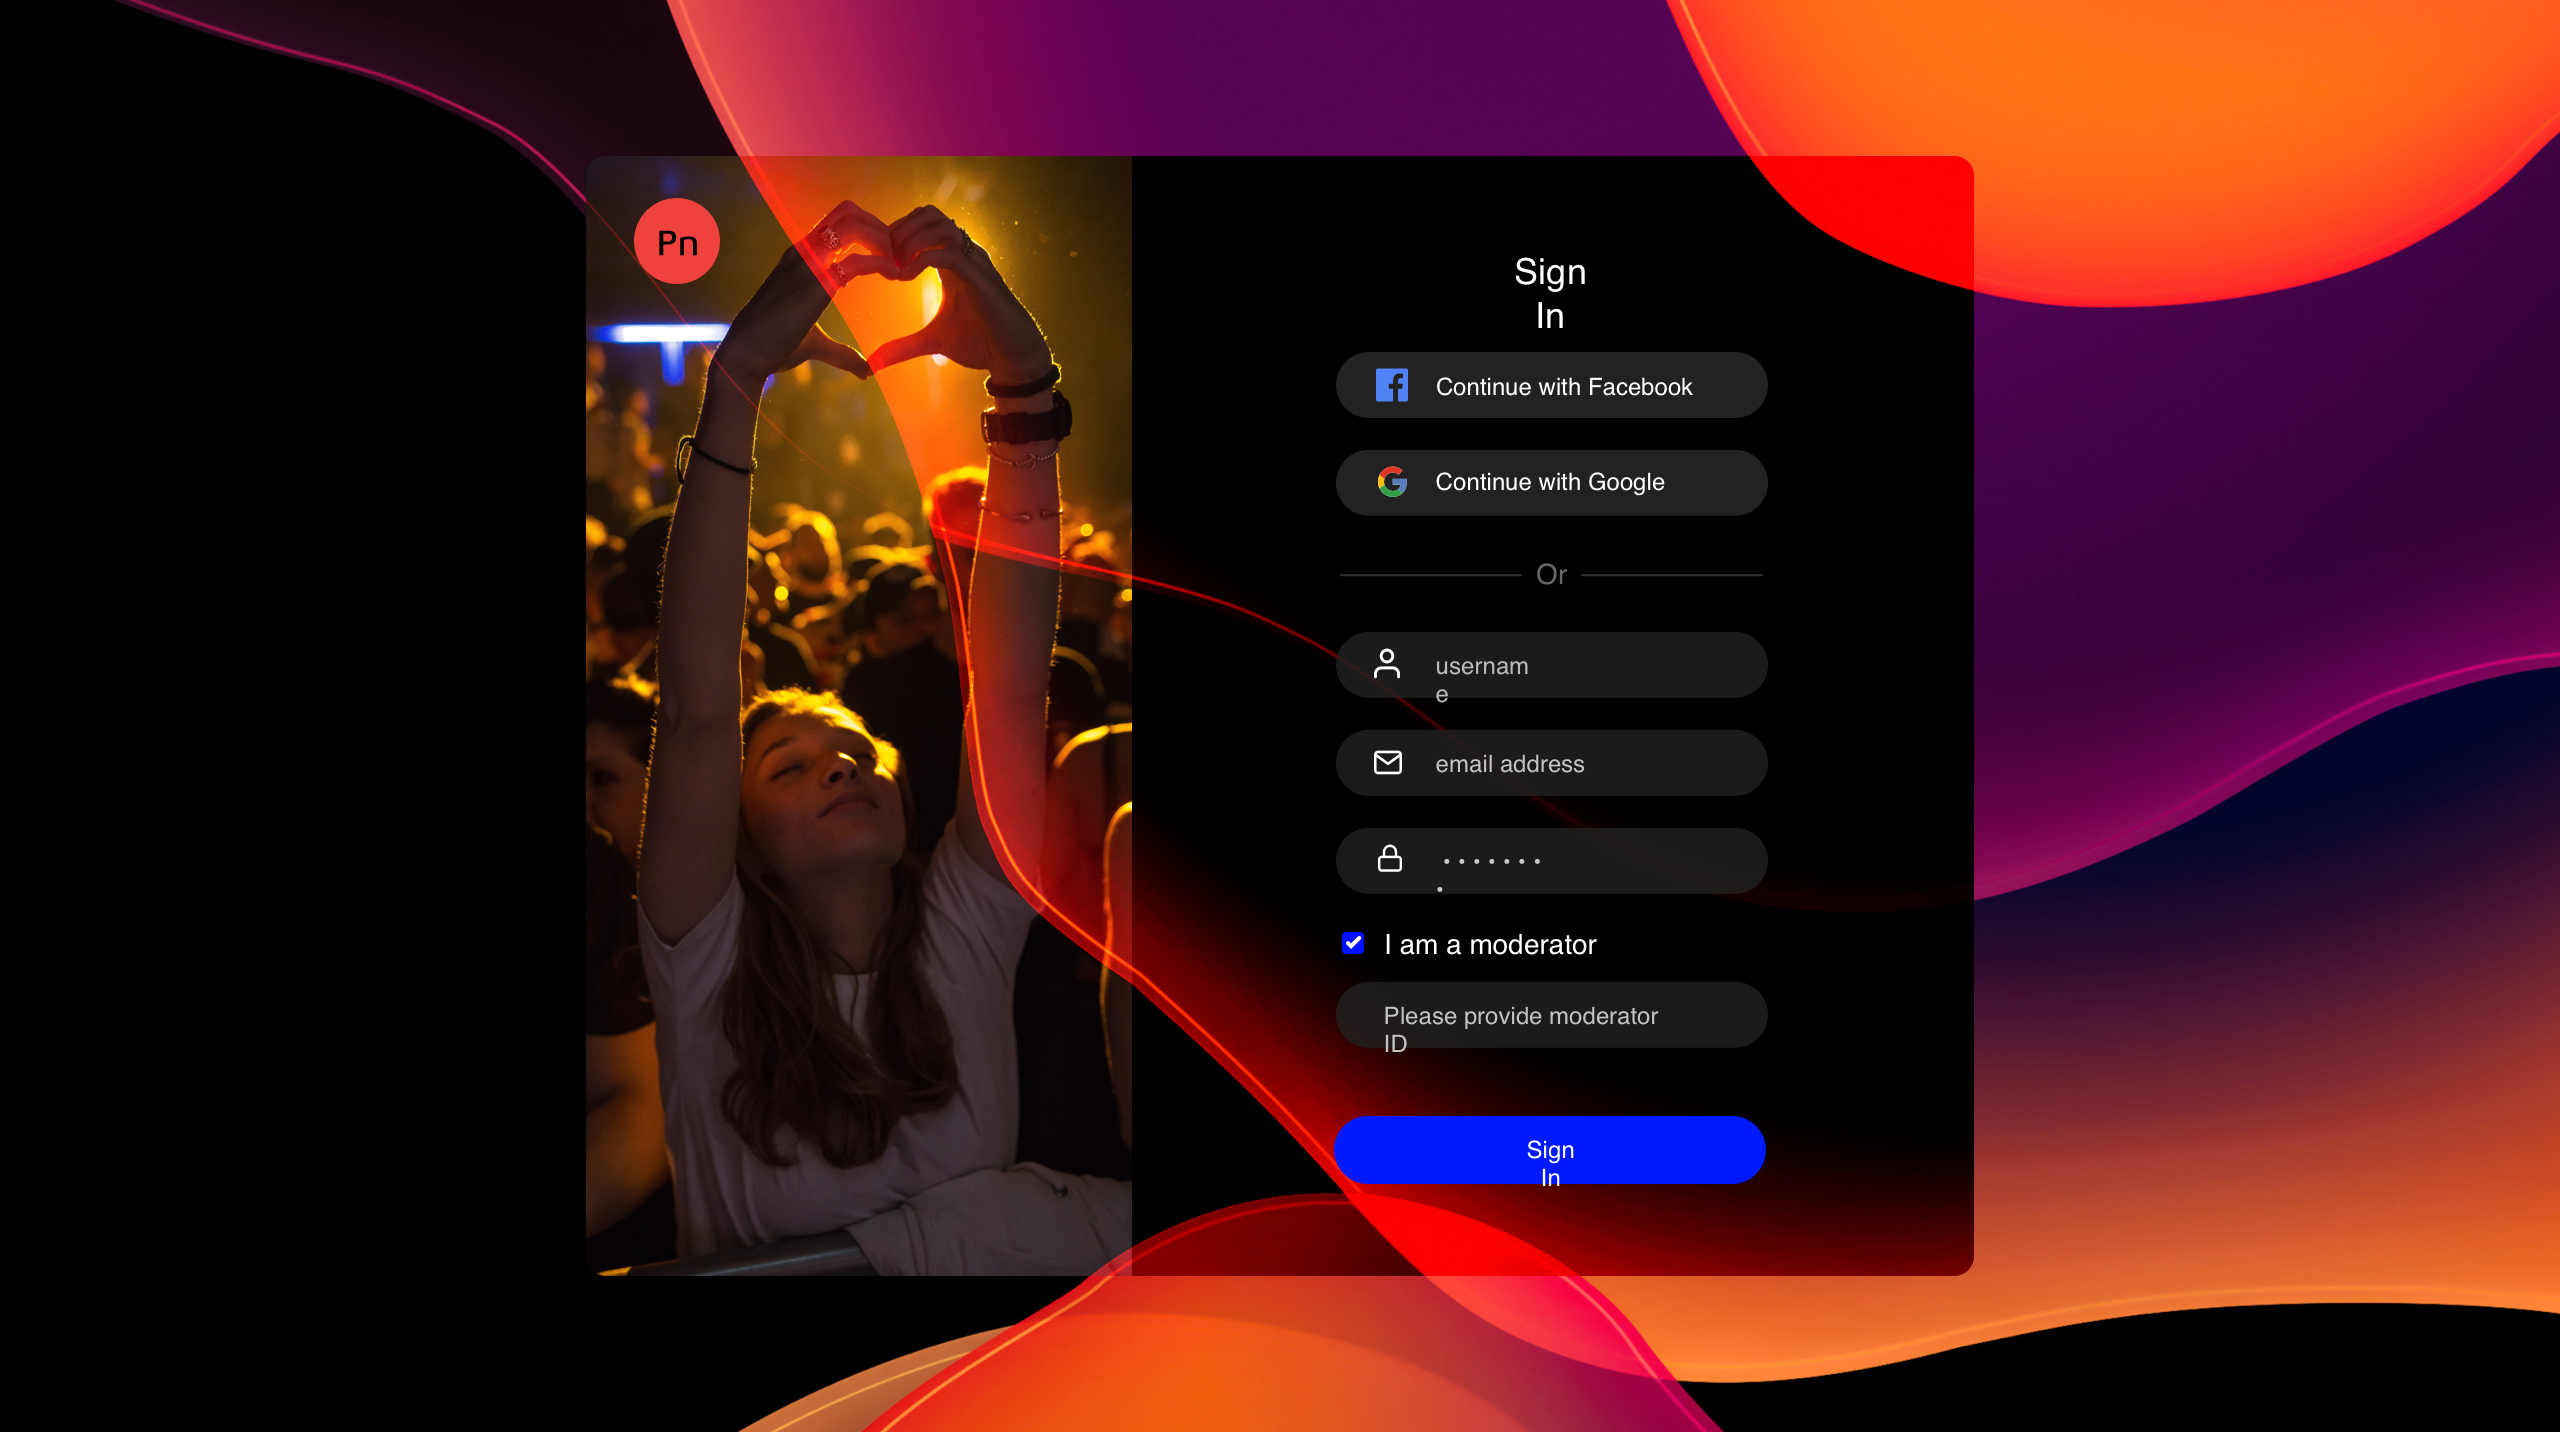 Pn
Sign
In
Continue with Facebook
Continue with Google
Or
usernam
e
email address
• • • • • • •
•
I am a moderator
Please provide moderator
ID
Sign
In